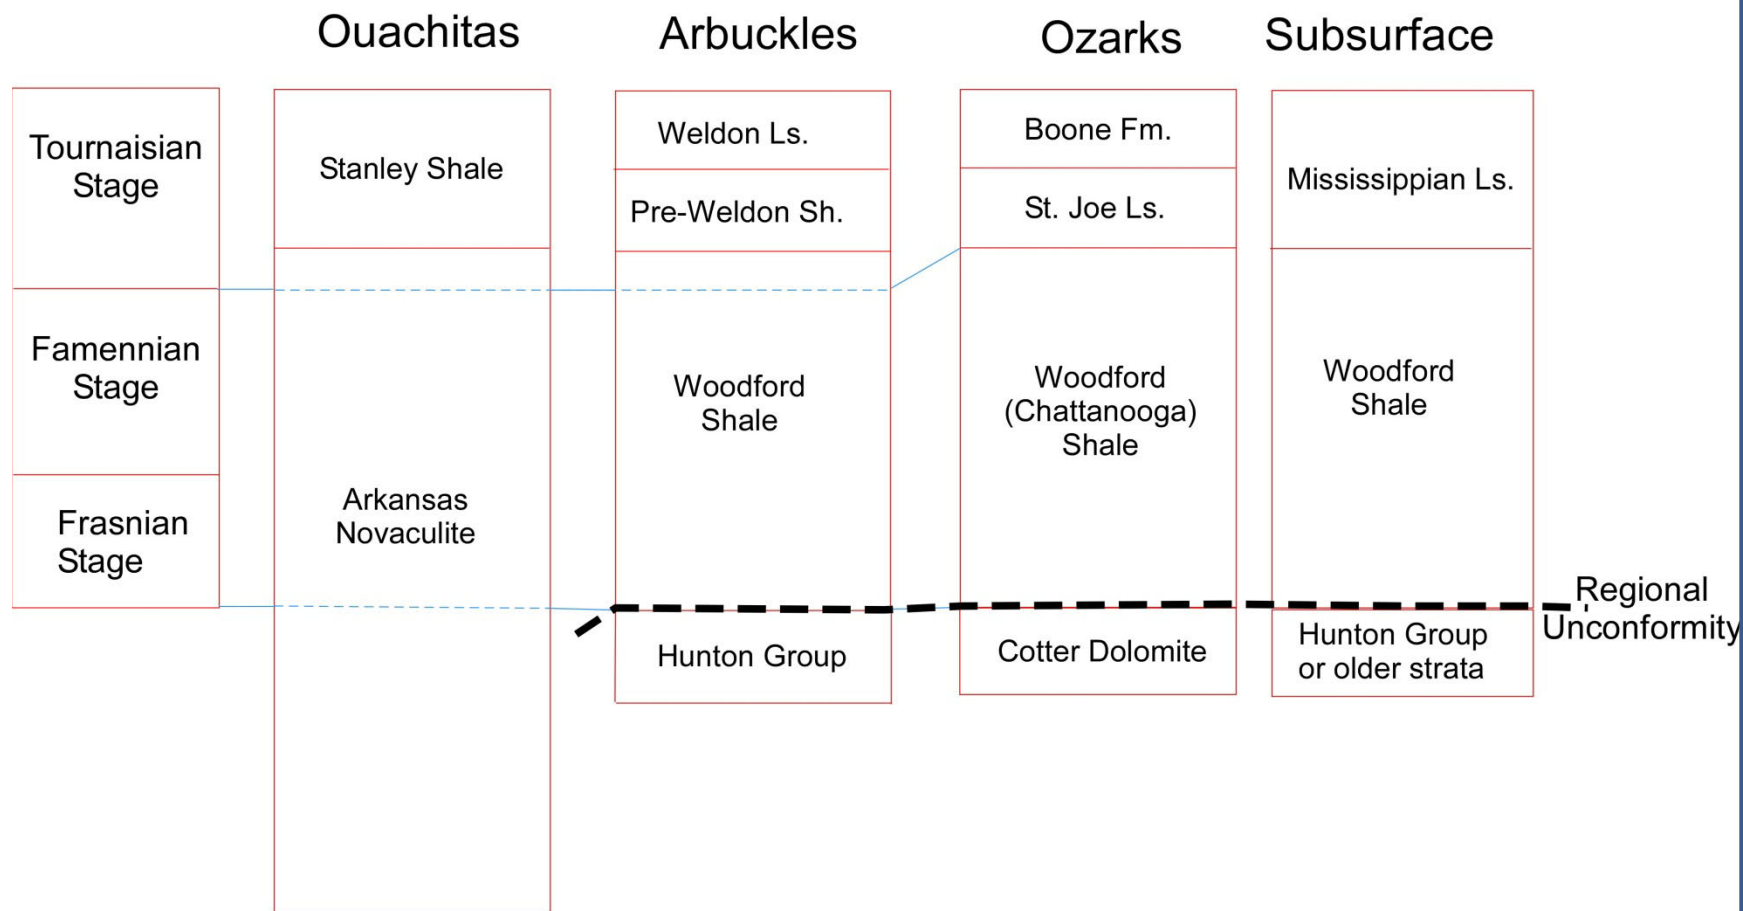 Ouachitas
Arbuckles
Ozarks
Subsurface
Tournaisian
Stage
Famennian
Stage
Frasnian
Stage
Stanley Shale
Arkansas
Novaculite
Weldon Ls.
Pre-Weldon Sh.
Woodford
Shale
Hunton Group
Boone Fm.
St. Joe Ls.
Woodford
(Chattanooga)
Shale
Cotter Dolomite
Mississippian Ls.
Woodford
Shale
Hunton Group
or older strata
Regional
Unconformity